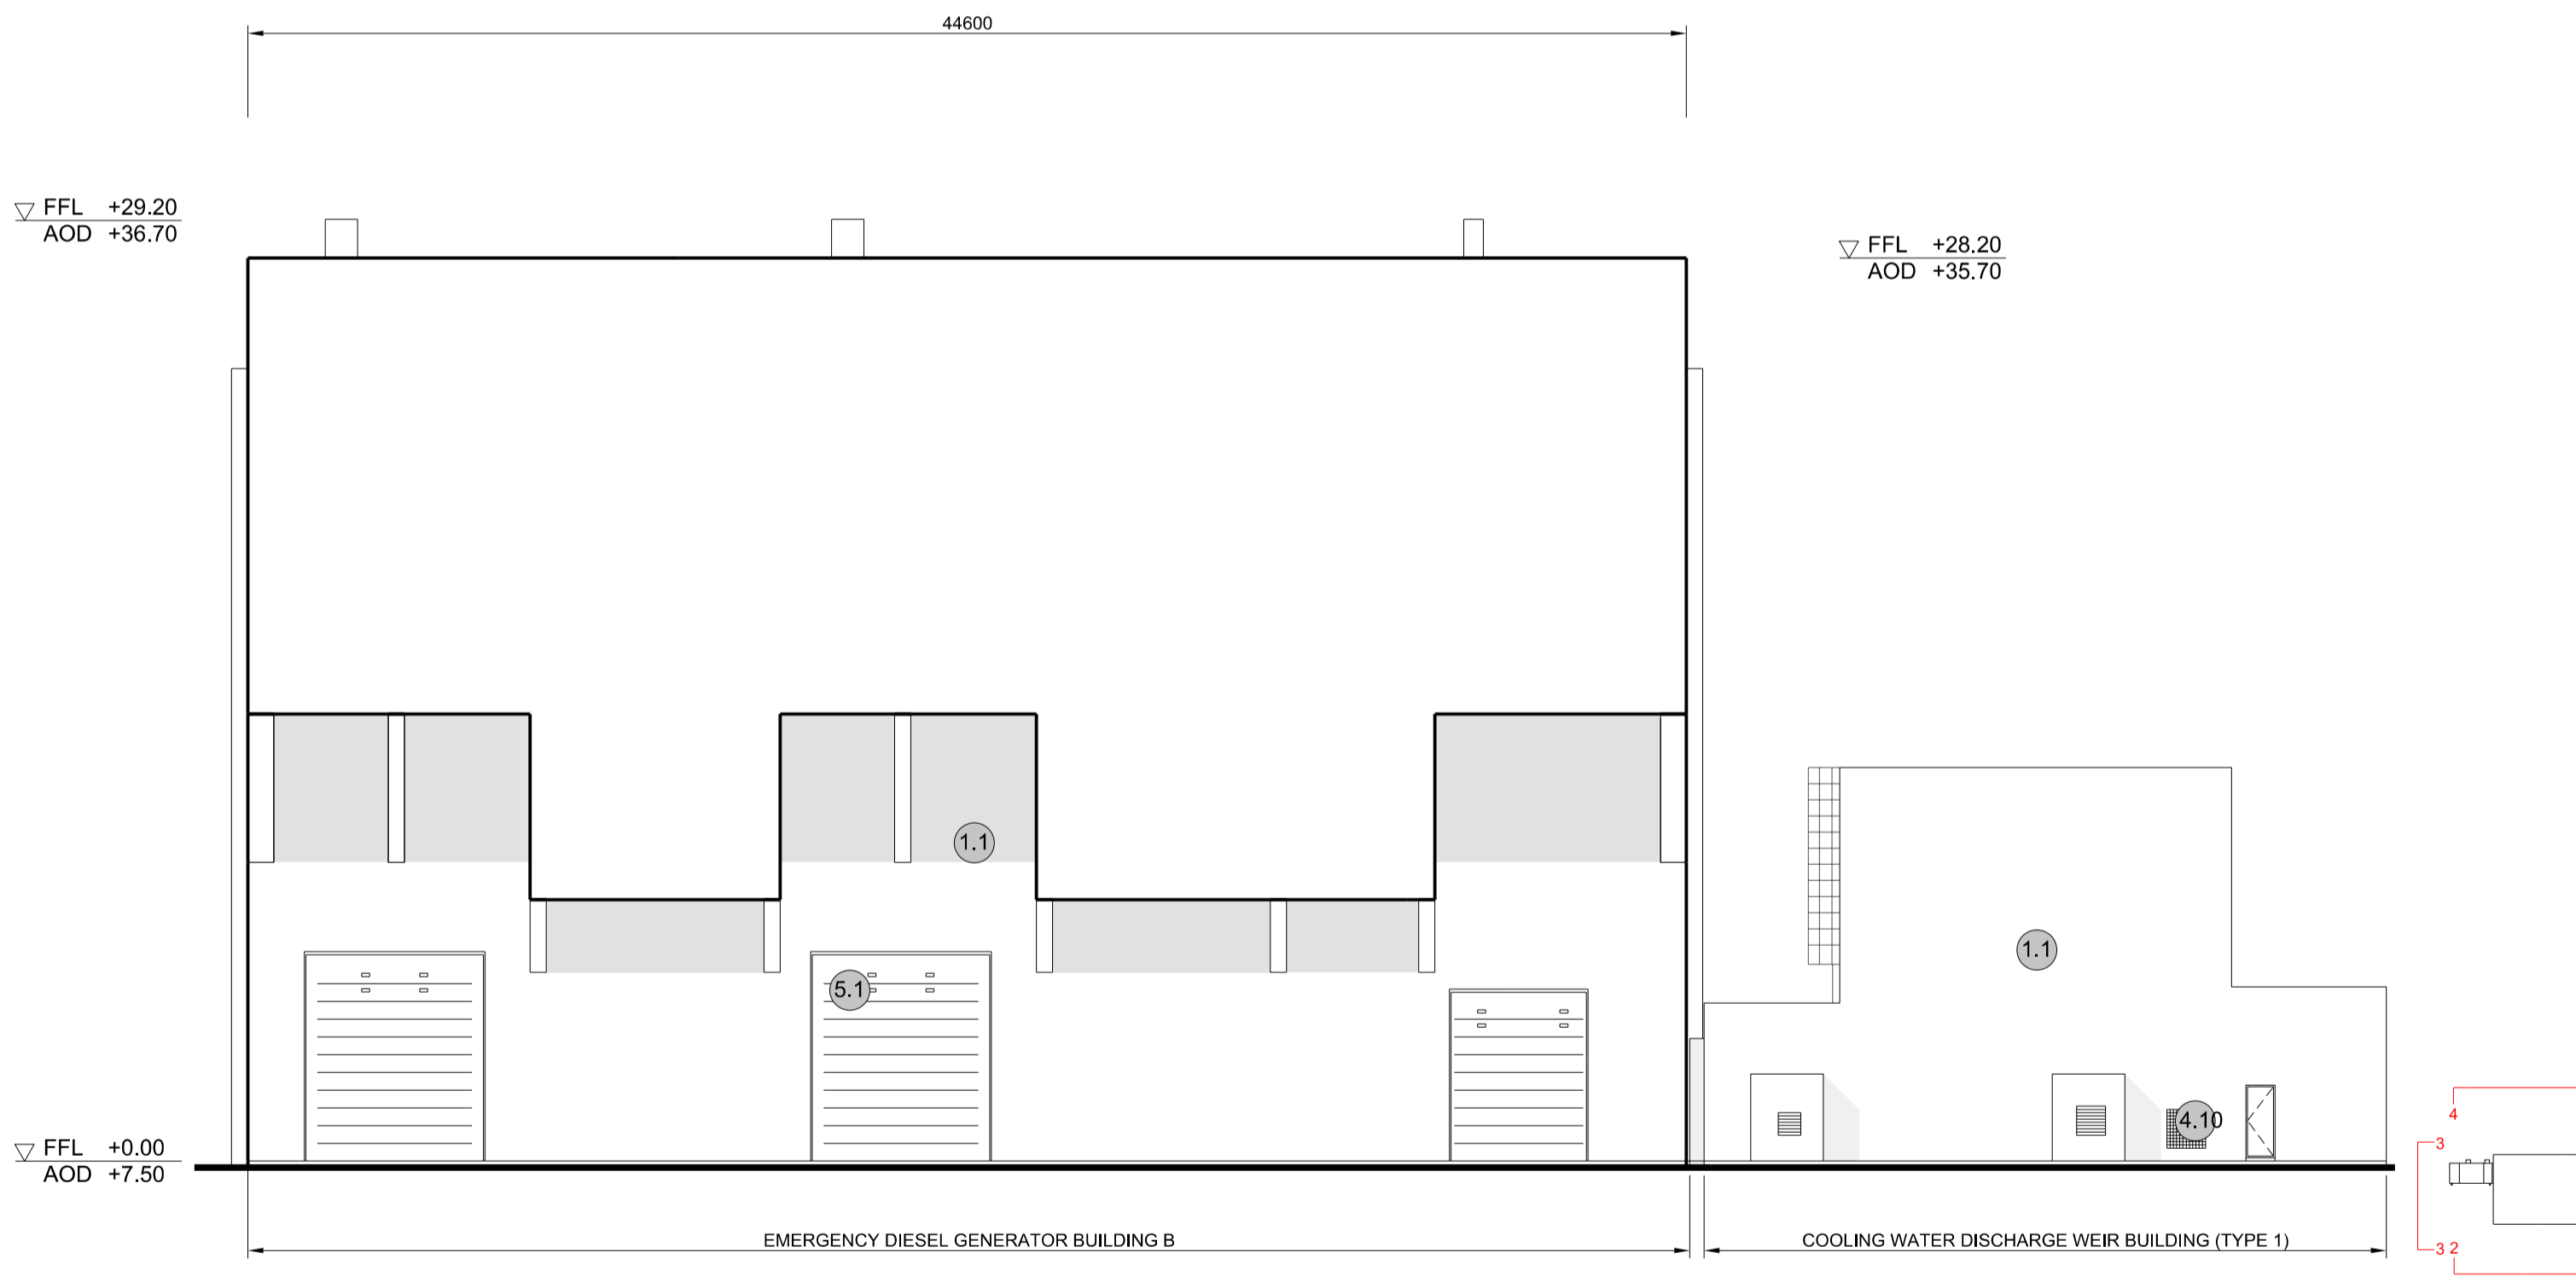 44600
FFL +29.20
AOD +36.70
FFL +28.20
AOD +35.70
1.1
1.1
5.1
4.10
FFL +0.00
AOD +7.50
4
3
3 2
EMERGENCY DIESEL GENERATOR BUILDING B
COOLING WATER DISCHARGE WEIR BUILDING (TYPE 1)